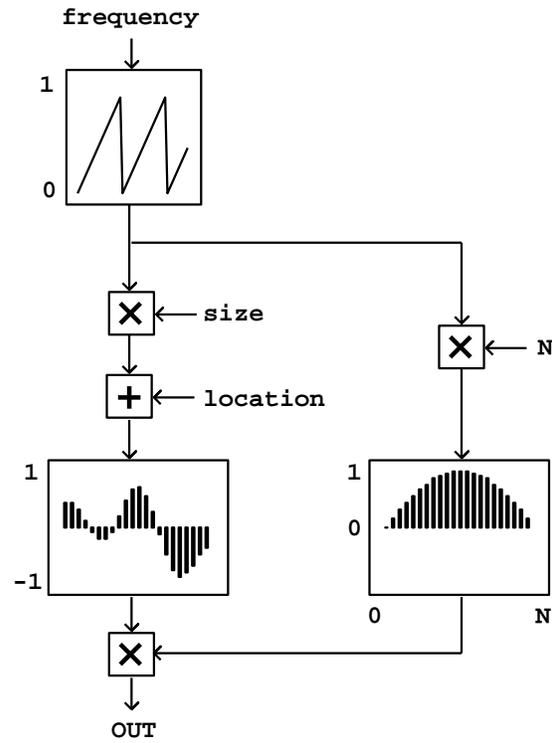 frequency
1
0
× size
× N
+ location
1
-1
1
0
0 N
×
OUT